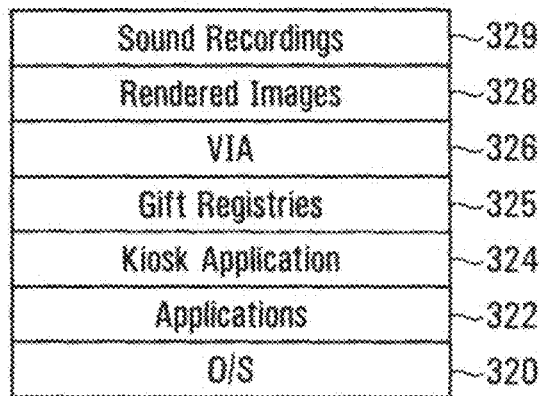 Sound Recordings 329
Rendered Images 328
VIA 326
Gift Registries 325
Kiosk Application 324
Applications 322
O/S 320